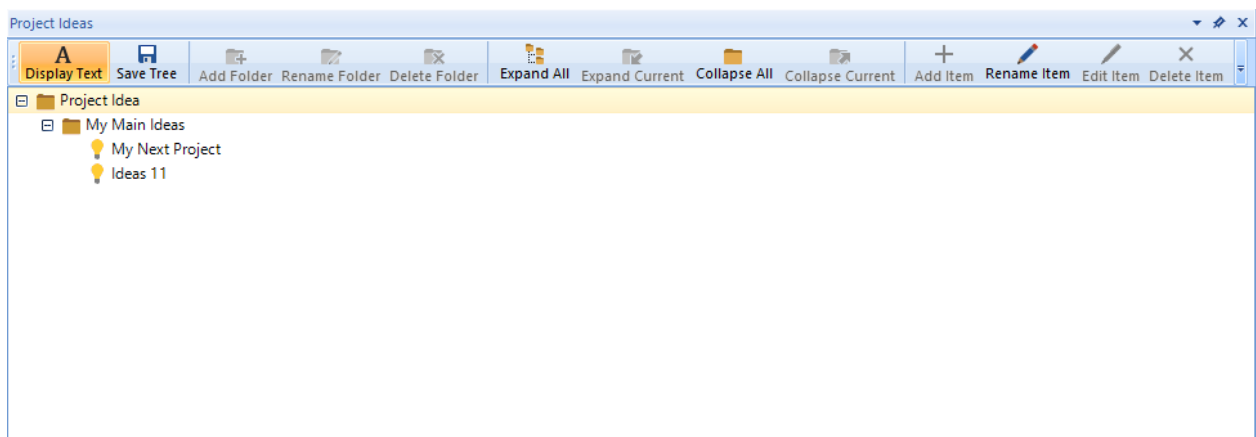 Project Ideas
Display Text Save Tree Add Folder Rename Folder Delete Folder Expand All Expand Current Collapse All Collapse Current Add Item Rename Item Edit Item Delete Item
Project Idea
My Main Ideas
My Next Project
Ideas 11